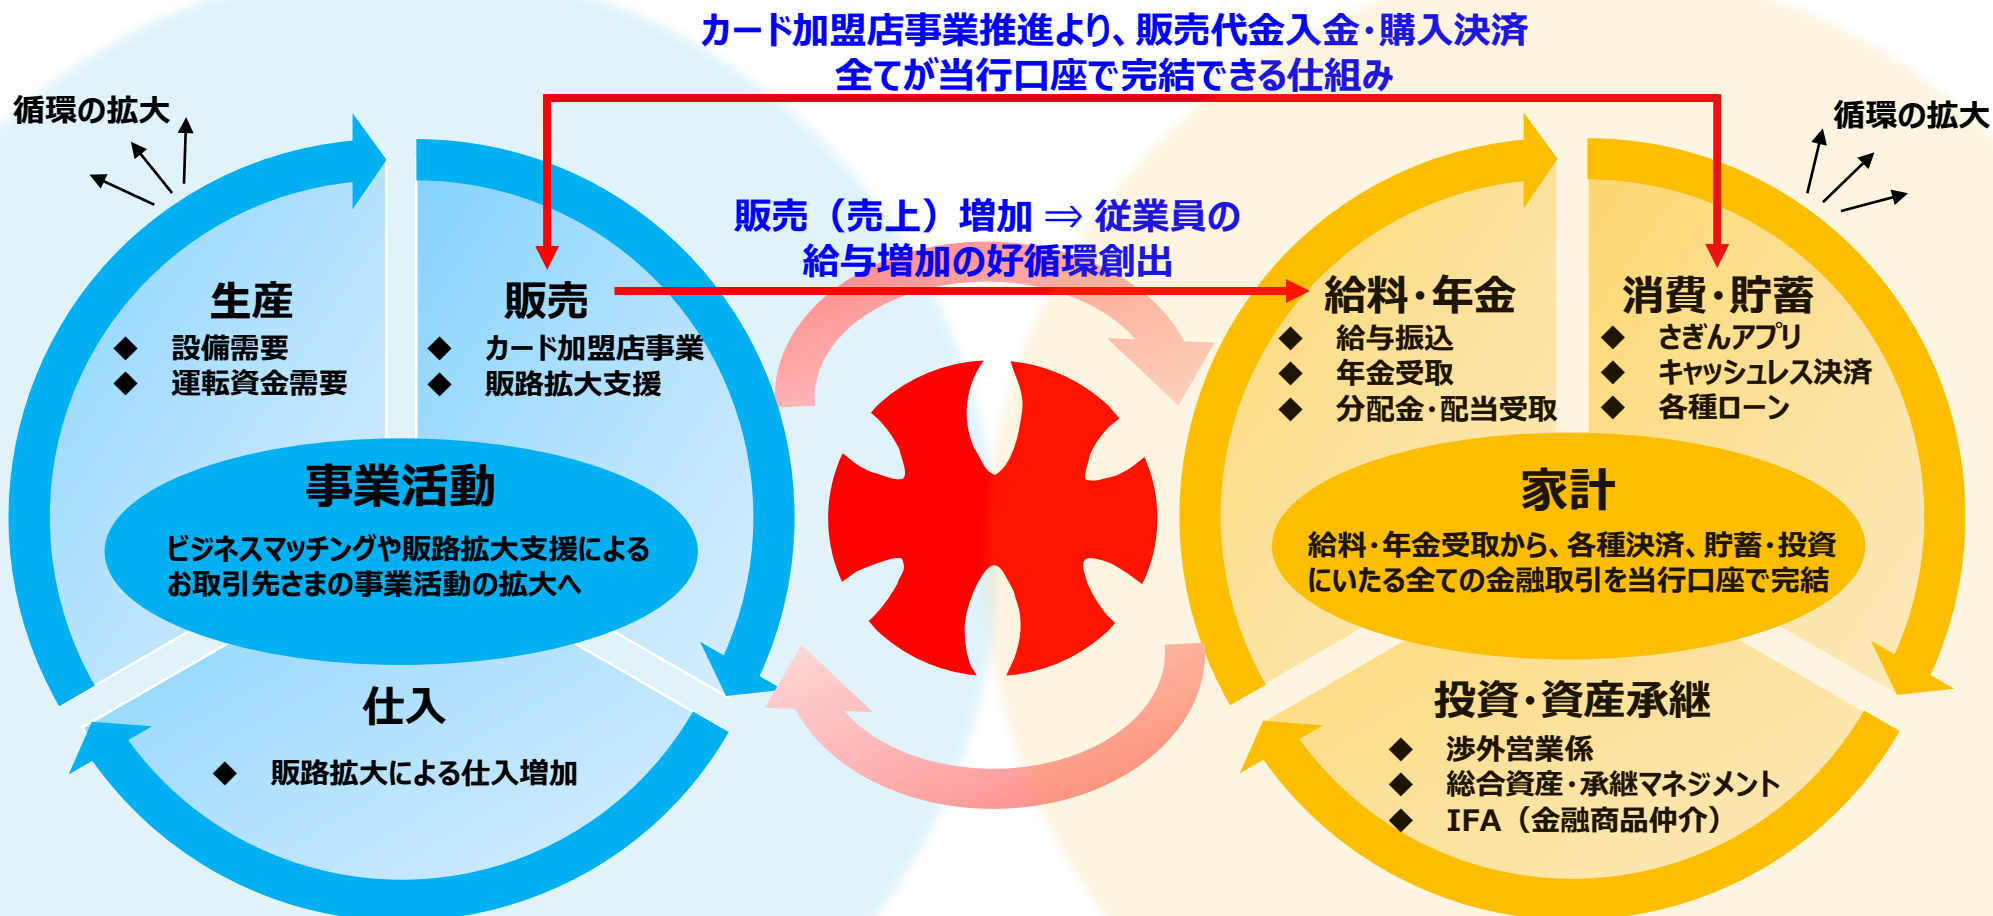 カード加盟店事業推進より、販売代金入金・購入決済
全てが当行口座で完結できる仕組み
循環の拡大
循環の拡大
販売（売上）増加 ⇒ 従業員の
給与増加の好循環創出
生産
◆ 設備需要
◆ 運転資金需要
販売
◆ カード加盟店事業
◆ 販路拡大支援
事業活動
ビジネスマッチングや販路拡大支援による
お取引先さまの事業活動の拡大へ
仕入
◆ 販路拡大による仕入増加
給料・年金
◆ 給与振込
◆ 年金受取
◆ 分配金・配当受取
消費・貯蓄
◆ さぎんアプリ
◆ キャッシュレス決済
◆ 各種ローン
家計
給料・年金受取から、各種決済、貯蓄・投資
にいたる全ての金融取引を当行口座で完結
投資・資産承継
◆ 渉外営業係
◆ 総合資産・承継マネジメント
◆ IFA（金融商品仲介）